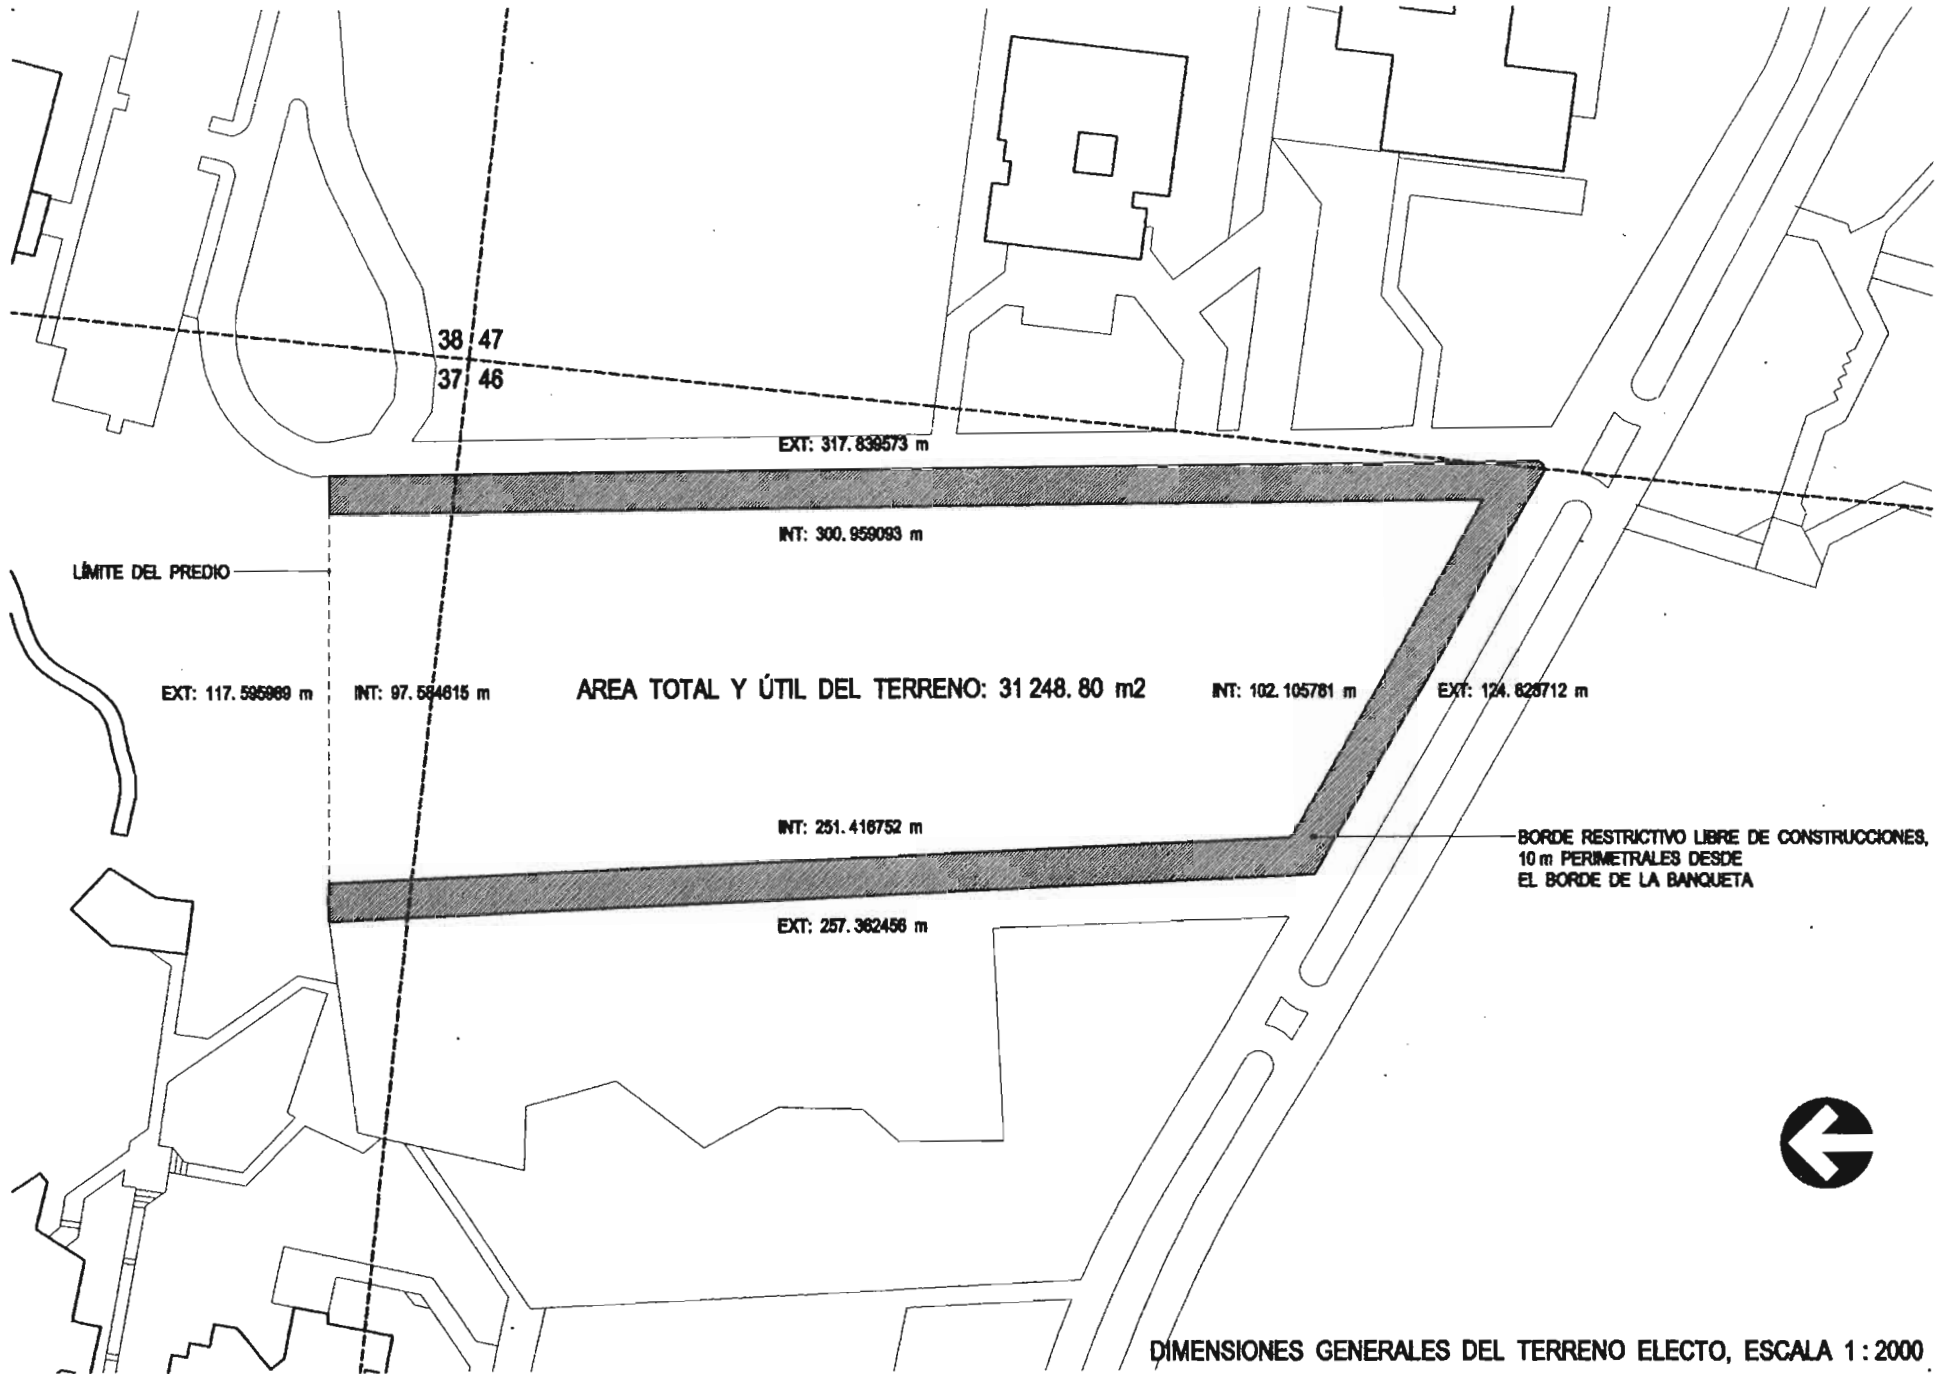 38 47
37 46
EXT: 317.839573 m
INT: 300.959093 m
LÍMITE DEL PREDIO
EXT: 117.595989 m
INT: 97.554615 m
AREA TOTAL Y ÚTIL DEL TERRENO: 31 248.80 m2
INT: 102.105781 m
EXT: 124.628712 m
INT: 251.416752 m
BORDE RESTRICTIVO LIBRE DE CONSTRUCCIONES,
10 m PERIMETRALES DESDE
EL BORDE DE LA BANQUETA
EXT: 257.362456 m
DIMENSIONES GENERALES DEL TERRENO ELECTO, ESCALA 1:2000